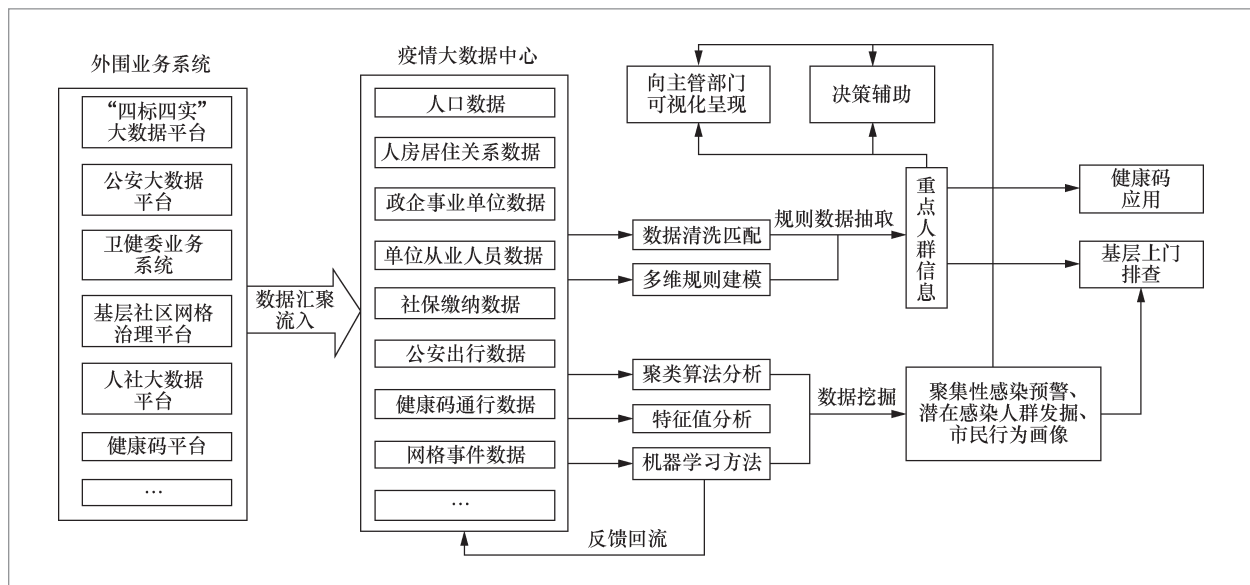 外围业务系统
“四标四实”
大数据平台
公安大数据
平台
卫健委业务
系统
基层社区网格
治理平台
人社大数据
平台
健康码平台
…
数据汇聚
流入
疫情大数据中心
人口数据
人房居住关系数据
政企事业单位数据
单位从业人员数据
社保缴纳数据
公安出行数据
健康码通行数据
网格事件数据
…
向主管部门
可视化呈现
决策辅助
数据清洗匹配
多维规则建模
规则数据抽取
重点人群信息
健康码
应用
基层上门
排查
聚类算法分析
特征值分析
机器学习方法
数据挖掘
聚集性感染预警、
潜在感染人群发掘、
市民行为画像
反馈回流